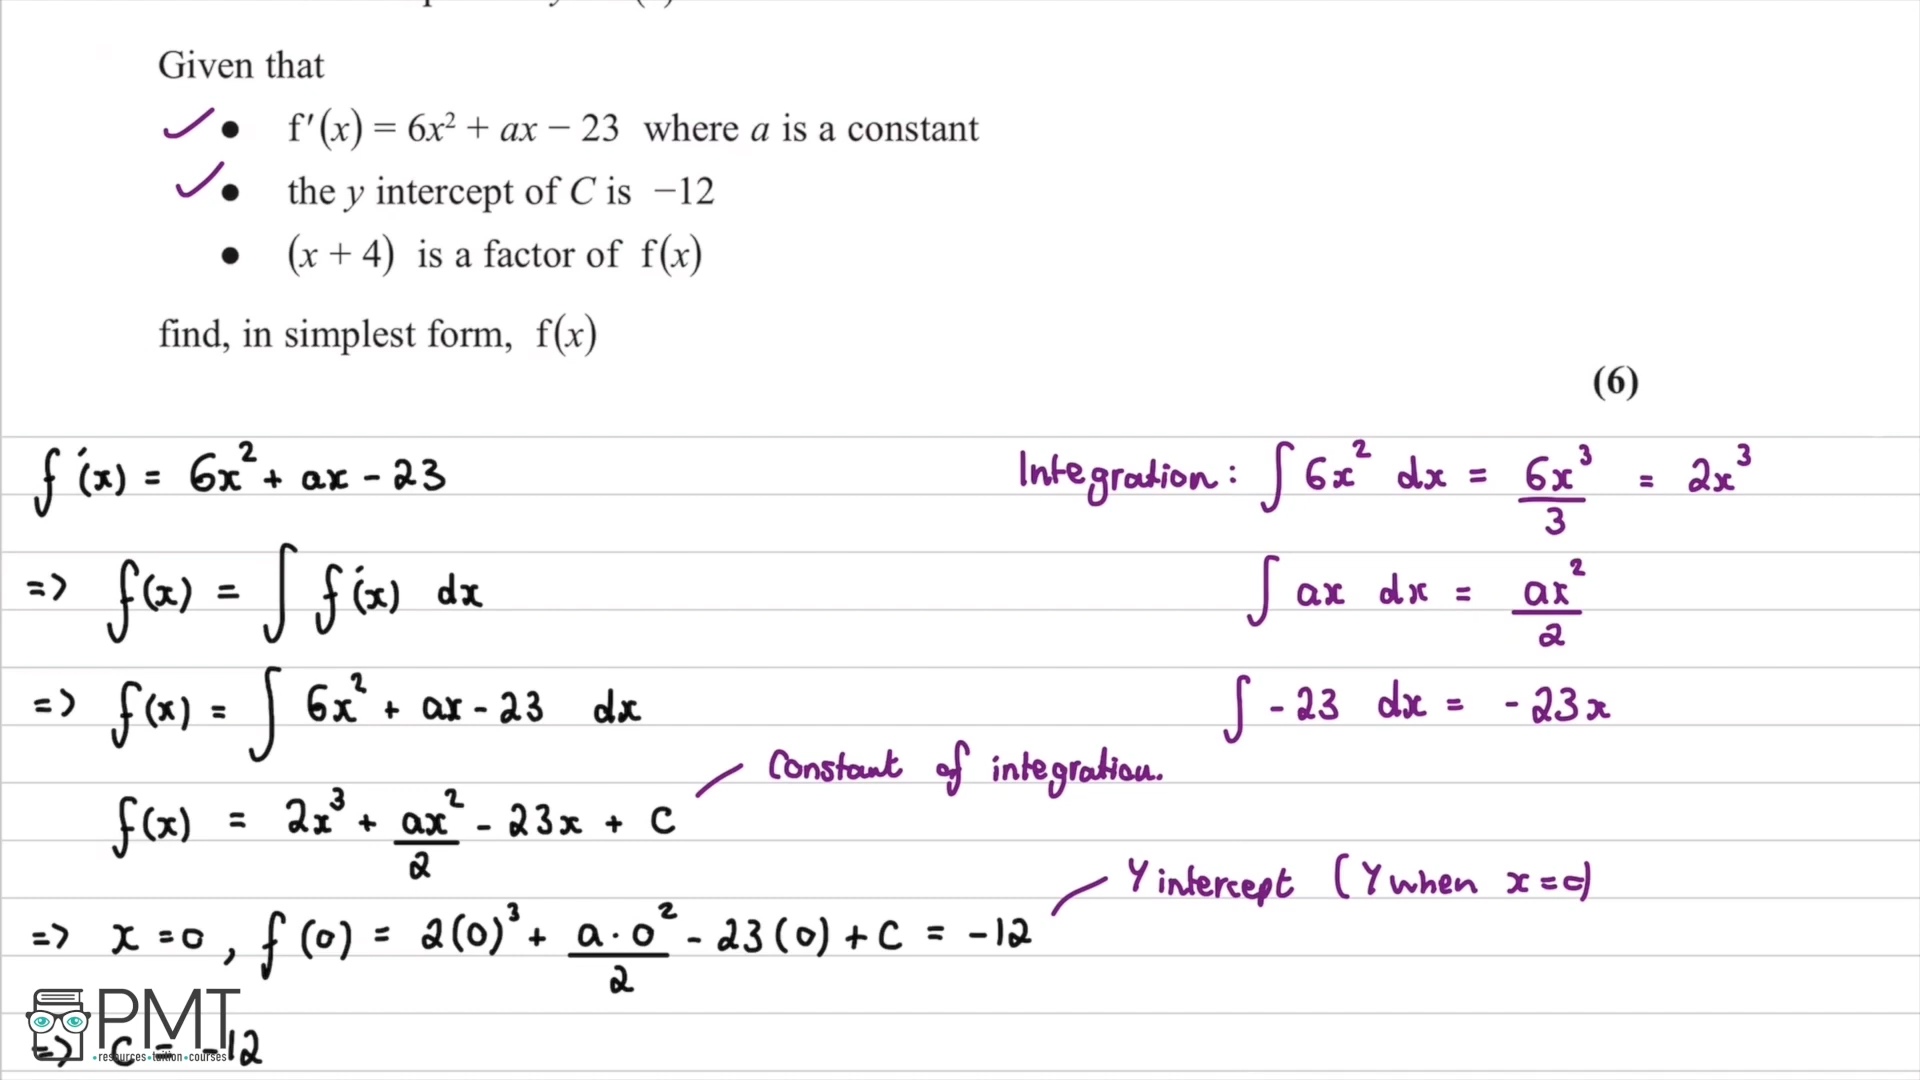 Given that
• f′(x) = 6x² + ax − 23 where a is a constant
• the y intercept of C is −12
• (x + 4) is a factor of f(x)
find, in simplest form, f(x)
(6)
f′(x) = 6x² + ax - 23
Integration: ∫ 6x² dx = 6x³/3 = 2x³
=> f(x) = ∫ f′(x) dx
∫ ax dx = ax²/2
=> f(x) = ∫ 6x² + ax - 23 dx
∫ -23 dx = -23x
Constant of integration.
f(x) = 2x³ + ax²/2 - 23x + C
Y intercept (Y when x=0)
=> x=0, f(0) = 2(0)³ + a·0²/2 - 23(0) + C = -12
=> C = -12
PMT
•resources•tuition•courses